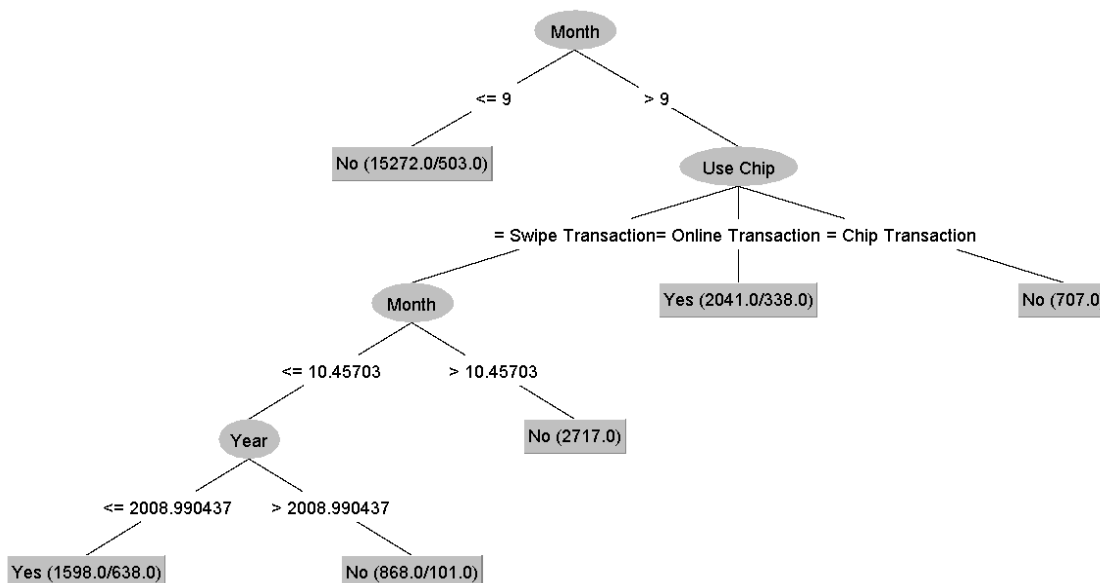 Month
<= 9
> 9
No (15272.0/503.0)
Use Chip
= Swipe Transaction= Online Transaction = Chip Transaction
Month
Yes (2041.0/338.0)
No (707.0
<= 10.45703
> 10.45703
Year
No (2717.0)
<= 2008.990437
> 2008.990437
Yes (1598.0/638.0)
No (868.0/101.0)